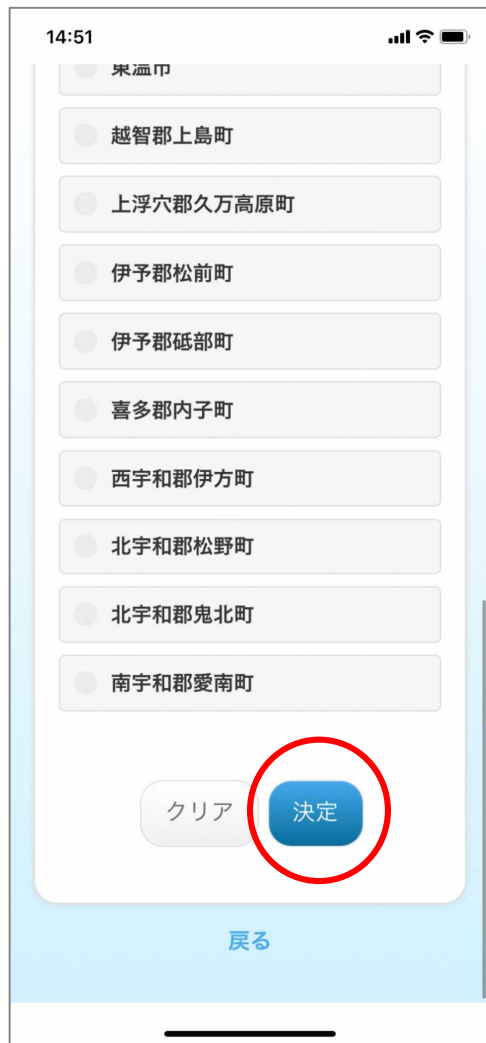 14:51
東温市
越智郡上島町
上浮穴郡久万高原町
伊予郡松前町
伊予郡砥部町
喜多郡内子町
西宇和郡伊方町
北宇和郡松野町
北宇和郡鬼北町
南宇和郡愛南町
クリア 決定
戻る